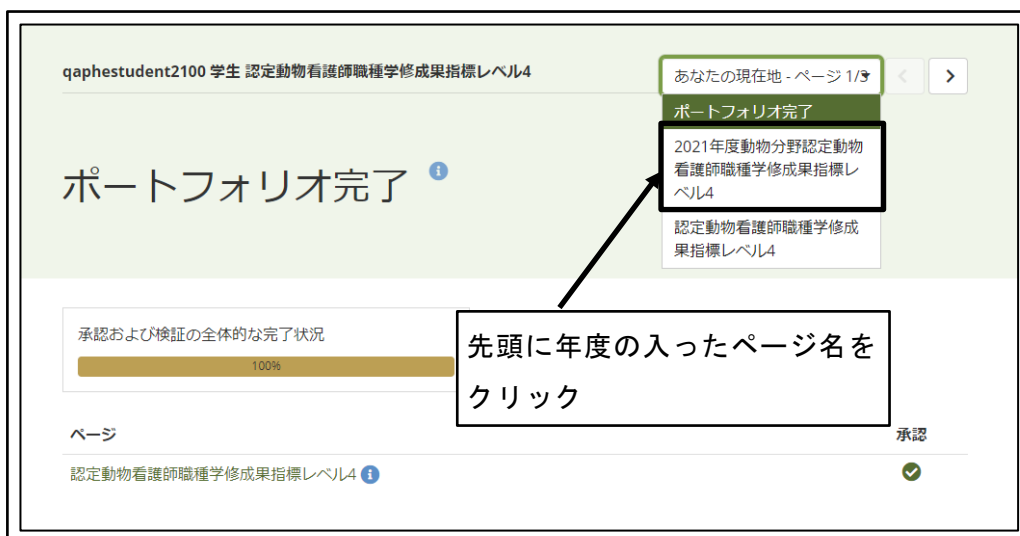 qaphestudent2100 学生 認定動物看護師職種学修成果指標レベル4
あなたの現在地 - ページ 1/3
ポートフォリオ完了
2021年度動物分野認定動物
看護師職種学修成果指標レ
ベル4
認定動物看護師職種学修成
果指標レベル4
ポートフォリオ完了
承認および検証の全体的な完了状況
100%
先頭に年度の入ったページ名を
クリック
ページ
承認
認定動物看護師職種学修成果指標レベル4